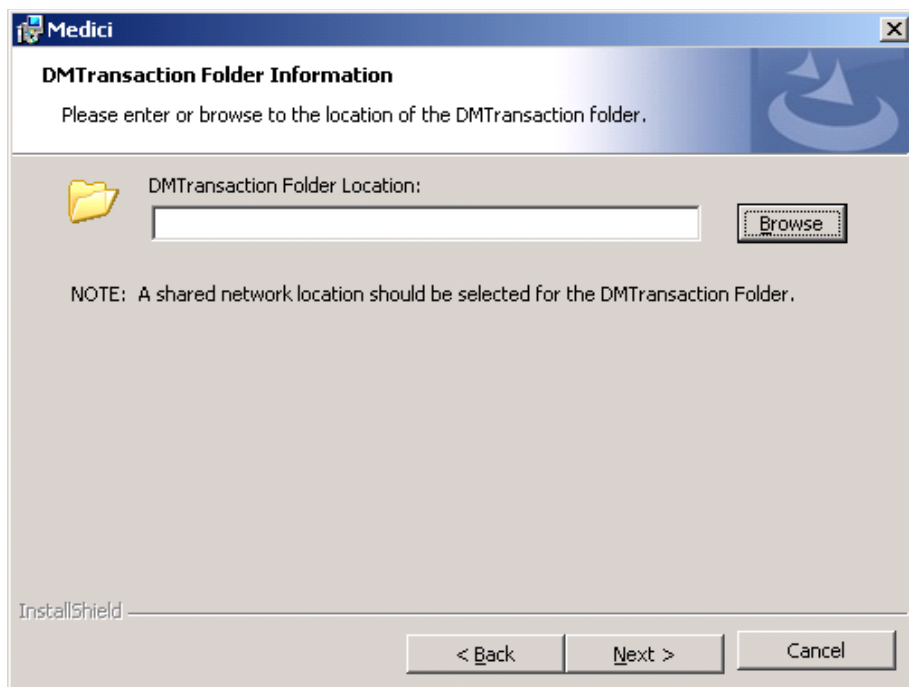 Medici
DMTransaction Folder Information
Please enter or browse to the location of the DMTransaction folder.
DMTransaction Folder Location:
Browse
NOTE:  A shared network location should be selected for the DMTransaction Folder.
InstallShield
< Back
Next >
Cancel